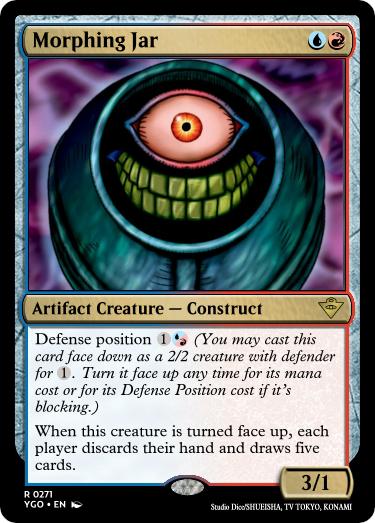 Morphing Jar
Artifact Creature — Construct
Defense position 1 (You may cast this
card face down as a 2/2 creature with defender
for 1. Turn it face up any time for its mana
cost or for its Defense Position cost if it's
blocking.)
When this creature is turned face up, each
player discards their hand and draws five
cards.
3/1
R 0271
YGO • EN
Studio Dice/SHUEISHA, TV TOKYO, KONAMI